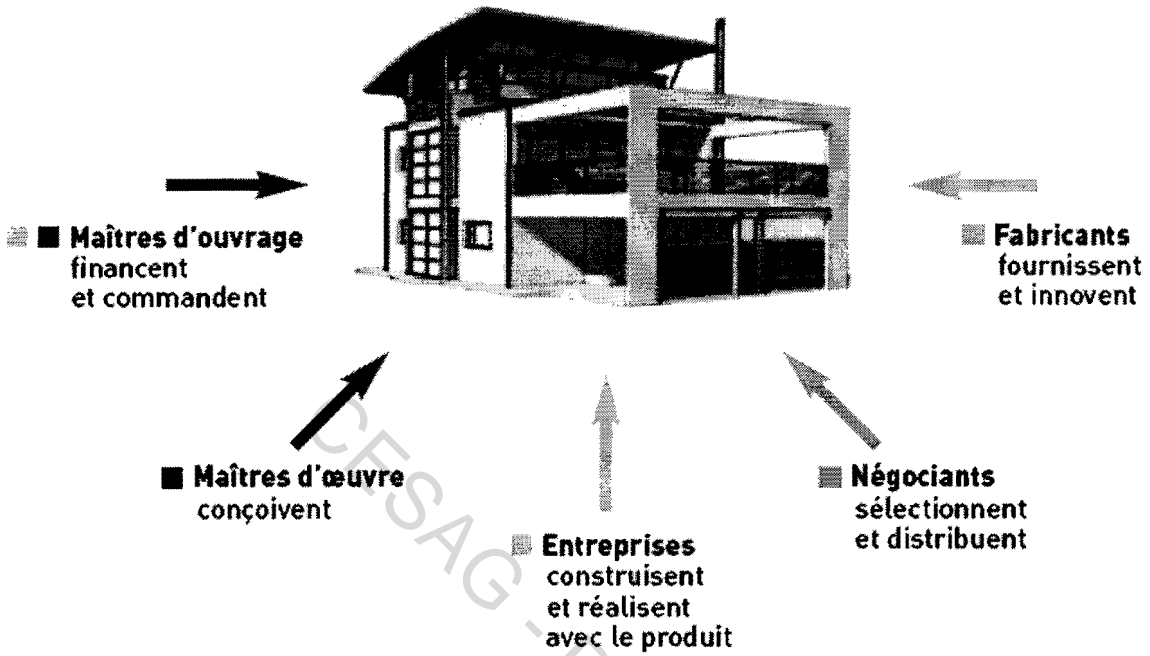 Maîtres d'ouvrage
financent
et commandent
Fabricants
fournissent
et innovent
Maîtres d'œuvre
conçoivent
Négociants
sélectionnent
et distribuent
Entreprises
construisent
et réalisent
avec le produit
CESAG -